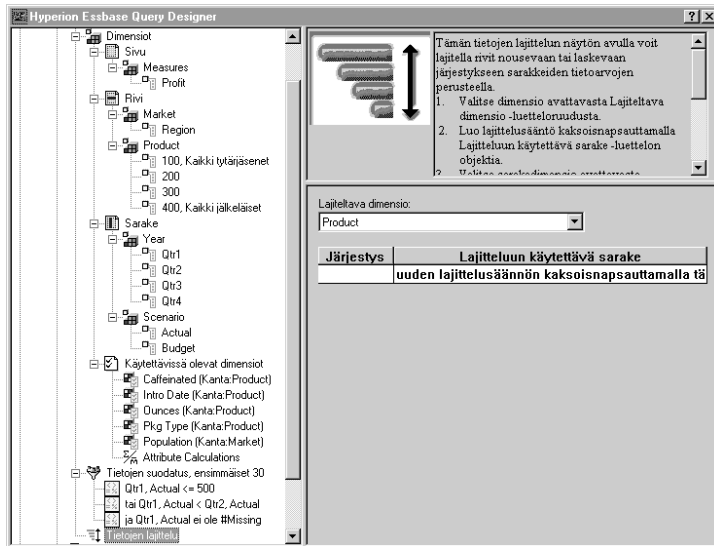 Hyperion Essbase Query Designer
Dimensiot
Sivu
Measures
Profit
Rivi
Market
Region
Product
100, Kaikki tytärjäsenet
200
300
400, Kaikki jälkeläiset
Sarake
Year
Qtr1
Qtr2
Qtr3
Qtr4
Scenario
Actual
Budget
Käytettävissä olevat dimensiot
Caffeinated (Kanta:Product)
Intro Date (Kanta:Product)
Ounces (Kanta:Product)
Pkg Type (Kanta:Product)
Population (Kanta:Market)
Attribute Calculations
Tietojen suodatus, ensimmäiset 30
Qtr1, Actual <= 500
tai Qtr1, Actual < Qtr2, Actual
ja Qtr1, Actual ei ole #Missing
Tietojen lajittelu
Tämän tietojen lajittelun näytön avulla voit
lajitella rivit nousevaan tai laskevaan
järjestykseen sarakkeiden tietoarvojen
perusteella.
1. Valitse dimensio avattavasta Lajiteltava
dimensio -luetteloruudusta.
2. Luo lajittelusääntö kaksoisnapsauttamalla
Lajitteluun käytettävä sarake -luettelon
objektia.
3. Valitse sarakedimensio avattavasta
Lajiteltava dimensio:
Product
Järjestys Lajitteluun käytettävä sarake
uuden lajittelusäännön kaksoisnapsauttamalla tä